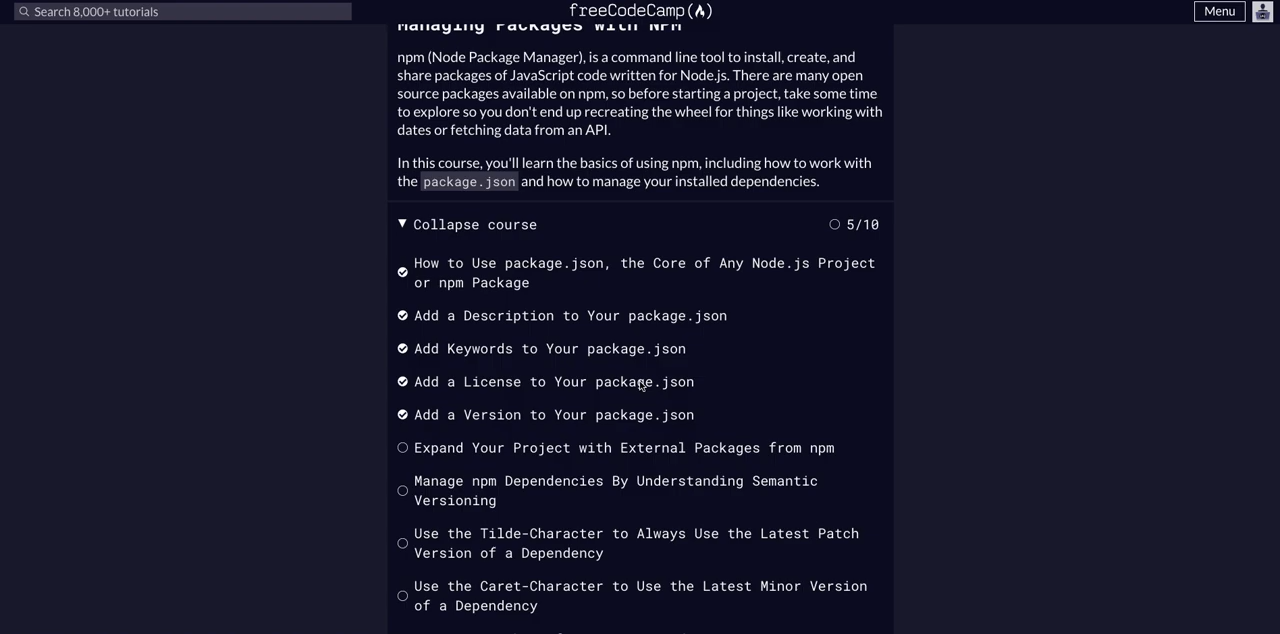 Search 8,000+ tutorials
freeCodeCamp
Menu
Managing Packages with NPM
npm (Node Package Manager), is a command line tool to install, create, and
share packages of JavaScript code written for Node.js. There are many open
source packages available on npm, so before starting a project, take some time
to explore so you don't end up recreating the wheel for things like working with
dates or fetching data from an API.
In this course, you'll learn the basics of using npm, including how to work with
the package.json and how to manage your installed dependencies.
Collapse course 5/10
How to Use package.json, the Core of Any Node.js Project
or npm Package
Add a Description to Your package.json
Add Keywords to Your package.json
Add a License to Your package.json
Add a Version to Your package.json
Expand Your Project with External Packages from npm
Manage npm Dependencies By Understanding Semantic
Versioning
Use the Tilde-Character to Always Use the Latest Patch
Version of a Dependency
Use the Caret-Character to Use the Latest Minor Version
of a Dependency